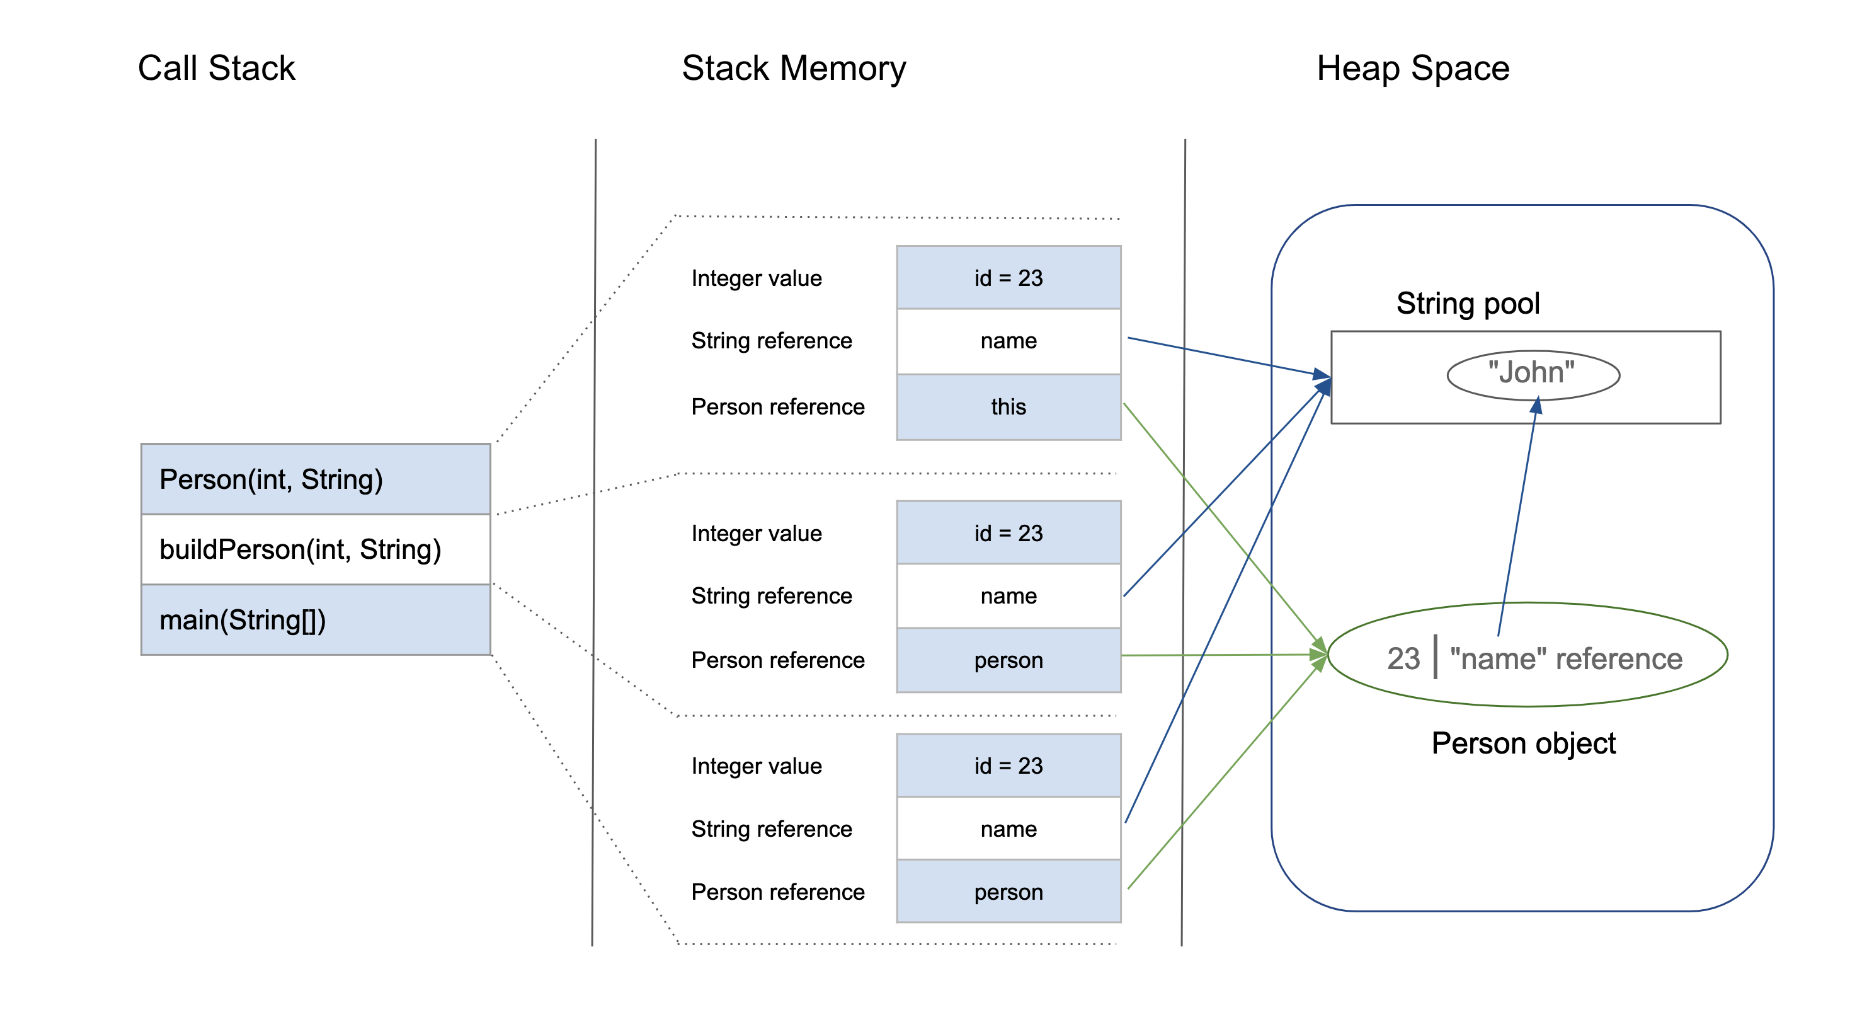 Call Stack
Stack Memory
Heap Space
Person(int, String)
buildPerson(int, String)
main(String[])
Integer value
id = 23
String reference
name
Person reference
this
Integer value
id = 23
String reference
name
Person reference
person
Integer value
id = 23
String reference
name
Person reference
person
String pool
"John"
23 | "name" reference
Person object